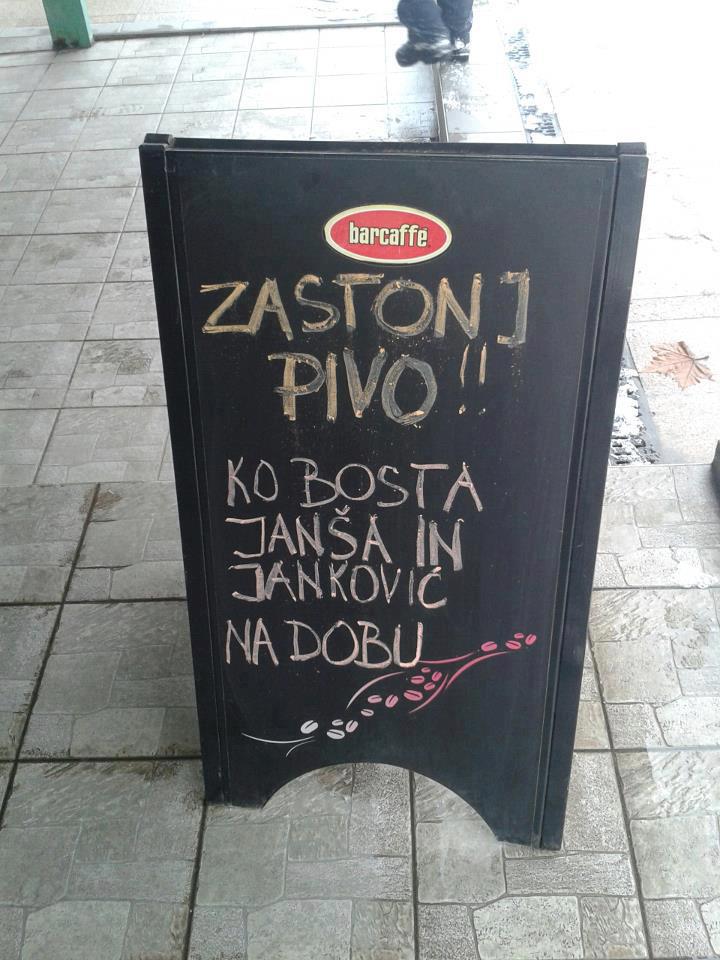 barcaffè
ZASTONJ
PIVO!!
KO BOSTA
JANŠA IN
JANKOVIĆ
NA DOBU